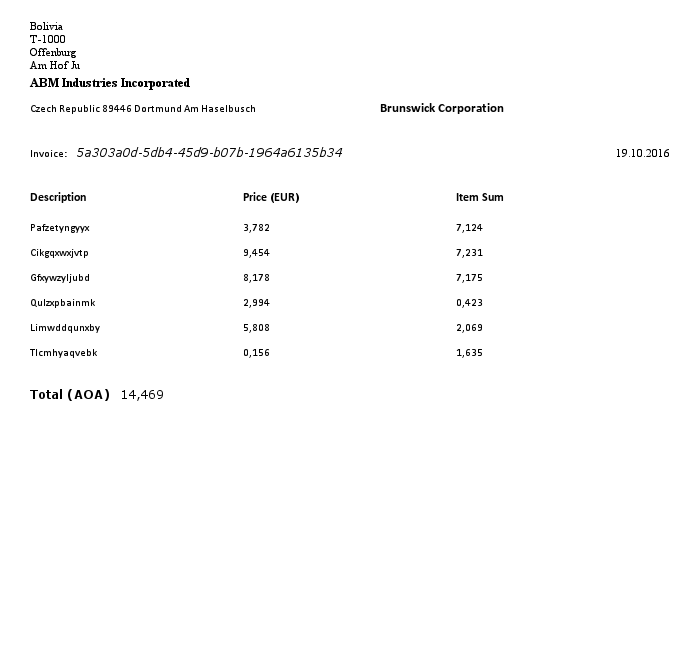 Bolivia
T-1000
Offenburg
Am Hof Ju
ABM Industries Incorporated
Czech Republic 89446 Dortmund Am Haselbusch Brunswick Corporation
Invoice: 5a303a0d-5db4-45d9-b07b-1964a6135b34 19.10.2016
Description Price (EUR) Item Sum
Pafzetyngyyx 3,782 7,124
Cikgqxwxjvtp 9,454 7,231
Gfxywzyljubd 8,178 7,175
Qulzxpbainmk 2,994 0,423
Limwddqunxby 5,808 2,069
Tlcmhyaqvebk 0,156 1,635
Total (AOA) 14,469